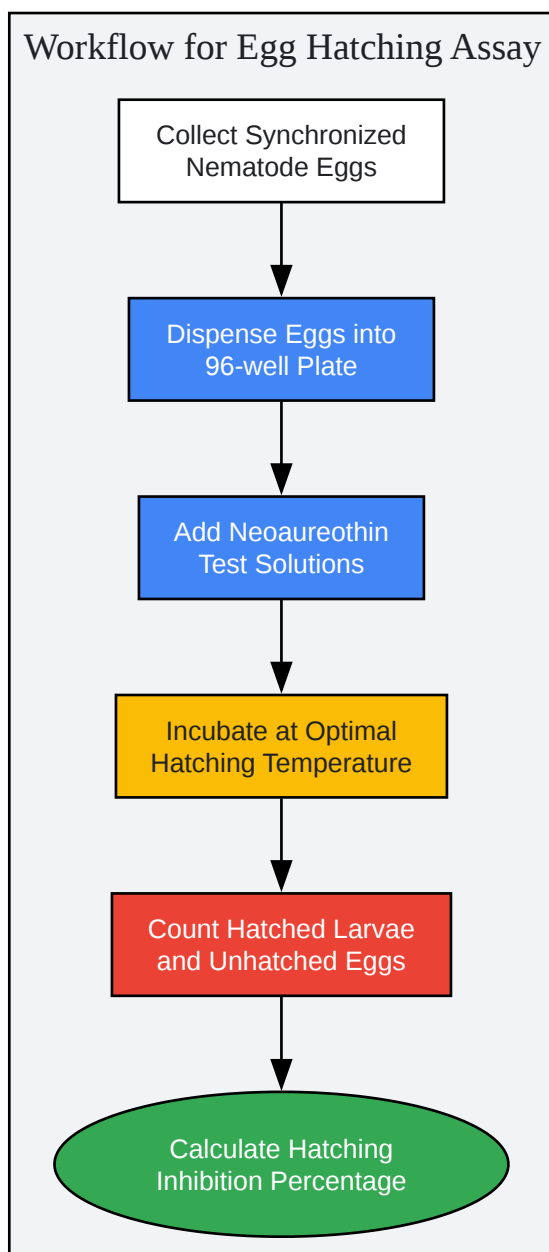 Workflow for Egg Hatching Assay
Collect Synchronized
Nematode Eggs
Dispense Eggs into
96-well Plate
Add Neoaureothin
Test Solutions
Incubate at Optimal
Hatching Temperature
Count Hatched Larvae
and Unhatched Eggs
Calculate Hatching
Inhibition Percentage